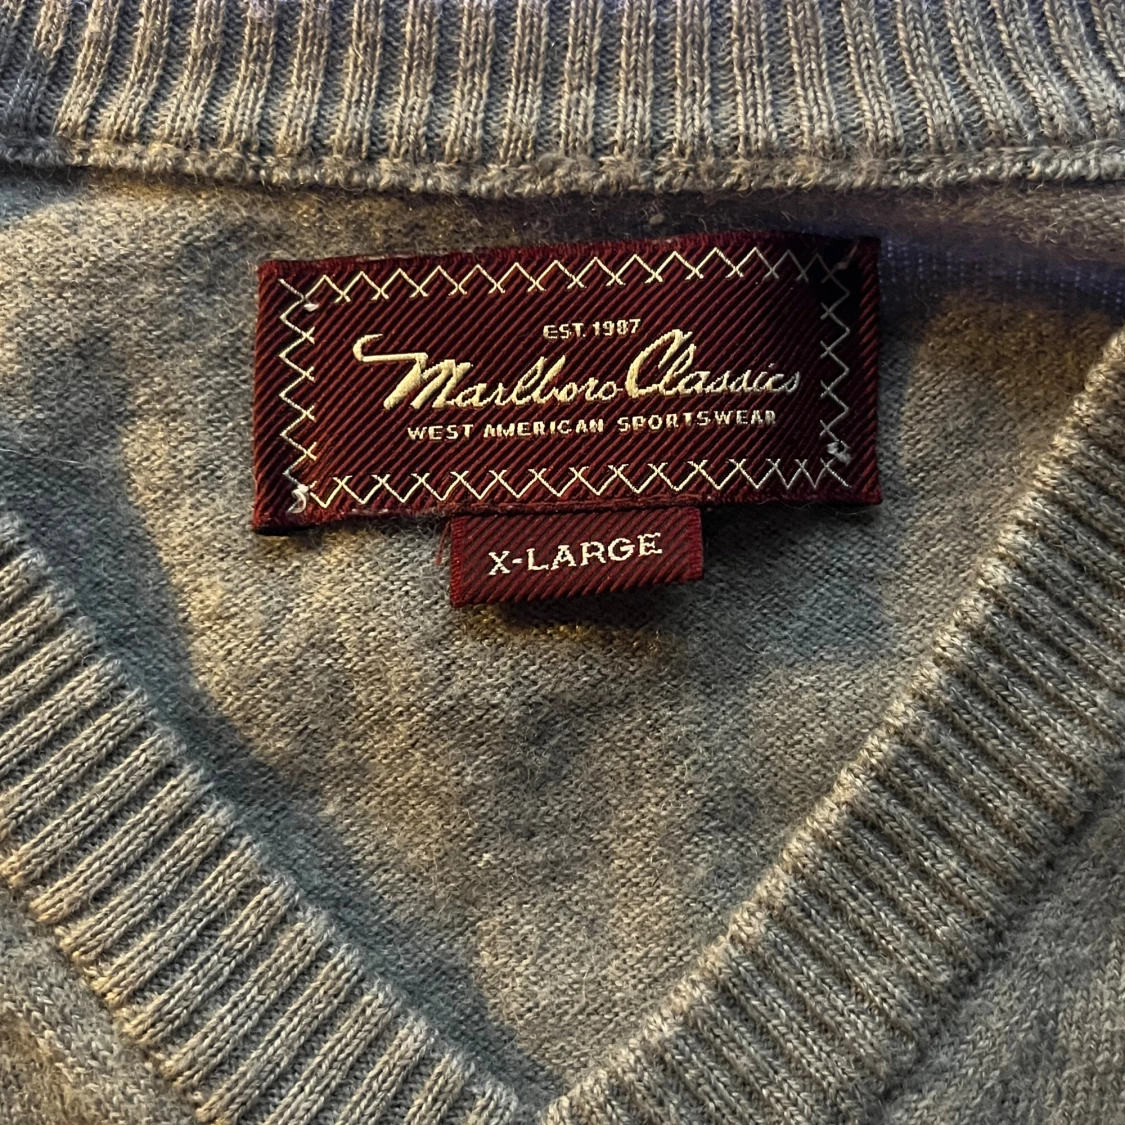 EST. 1987
Marlboro Classics
WEST AMERICAN SPORTSWEAR
X-LARGE